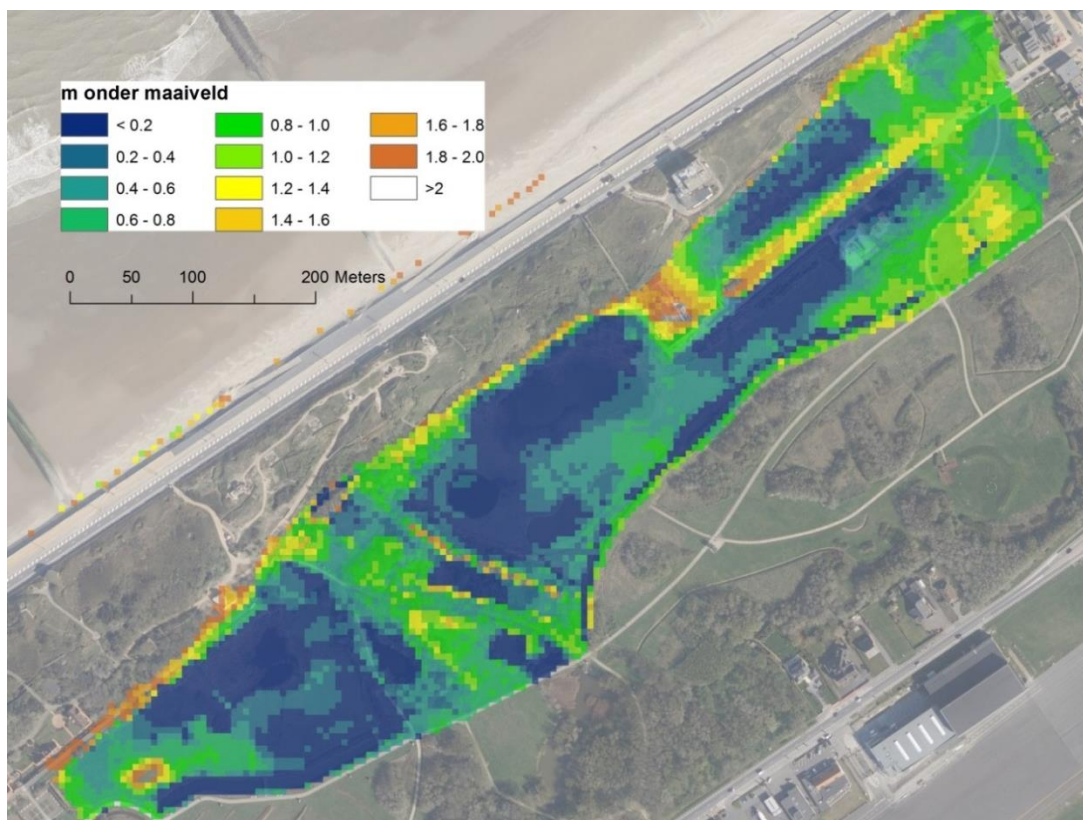 m onder maaiveld
< 0.2 0.8 - 1.0 1.6 - 1.8
0.2 - 0.4 1.0 - 1.2 1.8 - 2.0
0.4 - 0.6 1.2 - 1.4 >2
0.6 - 0.8 1.4 - 1.6
0 50 100 200 Meters